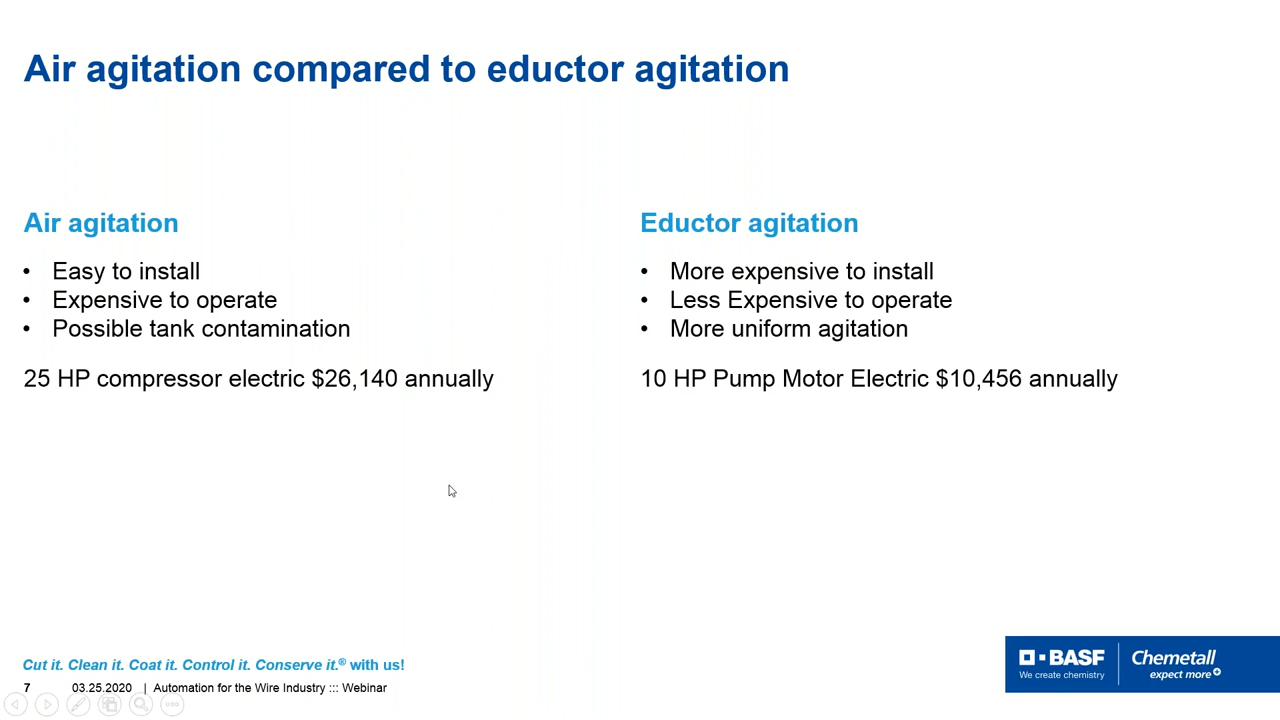 Air agitation compared to eductor agitation
Air agitation
• Easy to install
• Expensive to operate
• Possible tank contamination
25 HP compressor electric $26,140 annually
Eductor agitation
• More expensive to install
• Less Expensive to operate
• More uniform agitation
10 HP Pump Motor Electric $10,456 annually
Cut it. Clean it. Coat it. Control it. Conserve it.® with us!
7 03.25.2020 | Automation for the Wire Industry ::: Webinar
BASF
We create chemistry
Chemetall
expect more